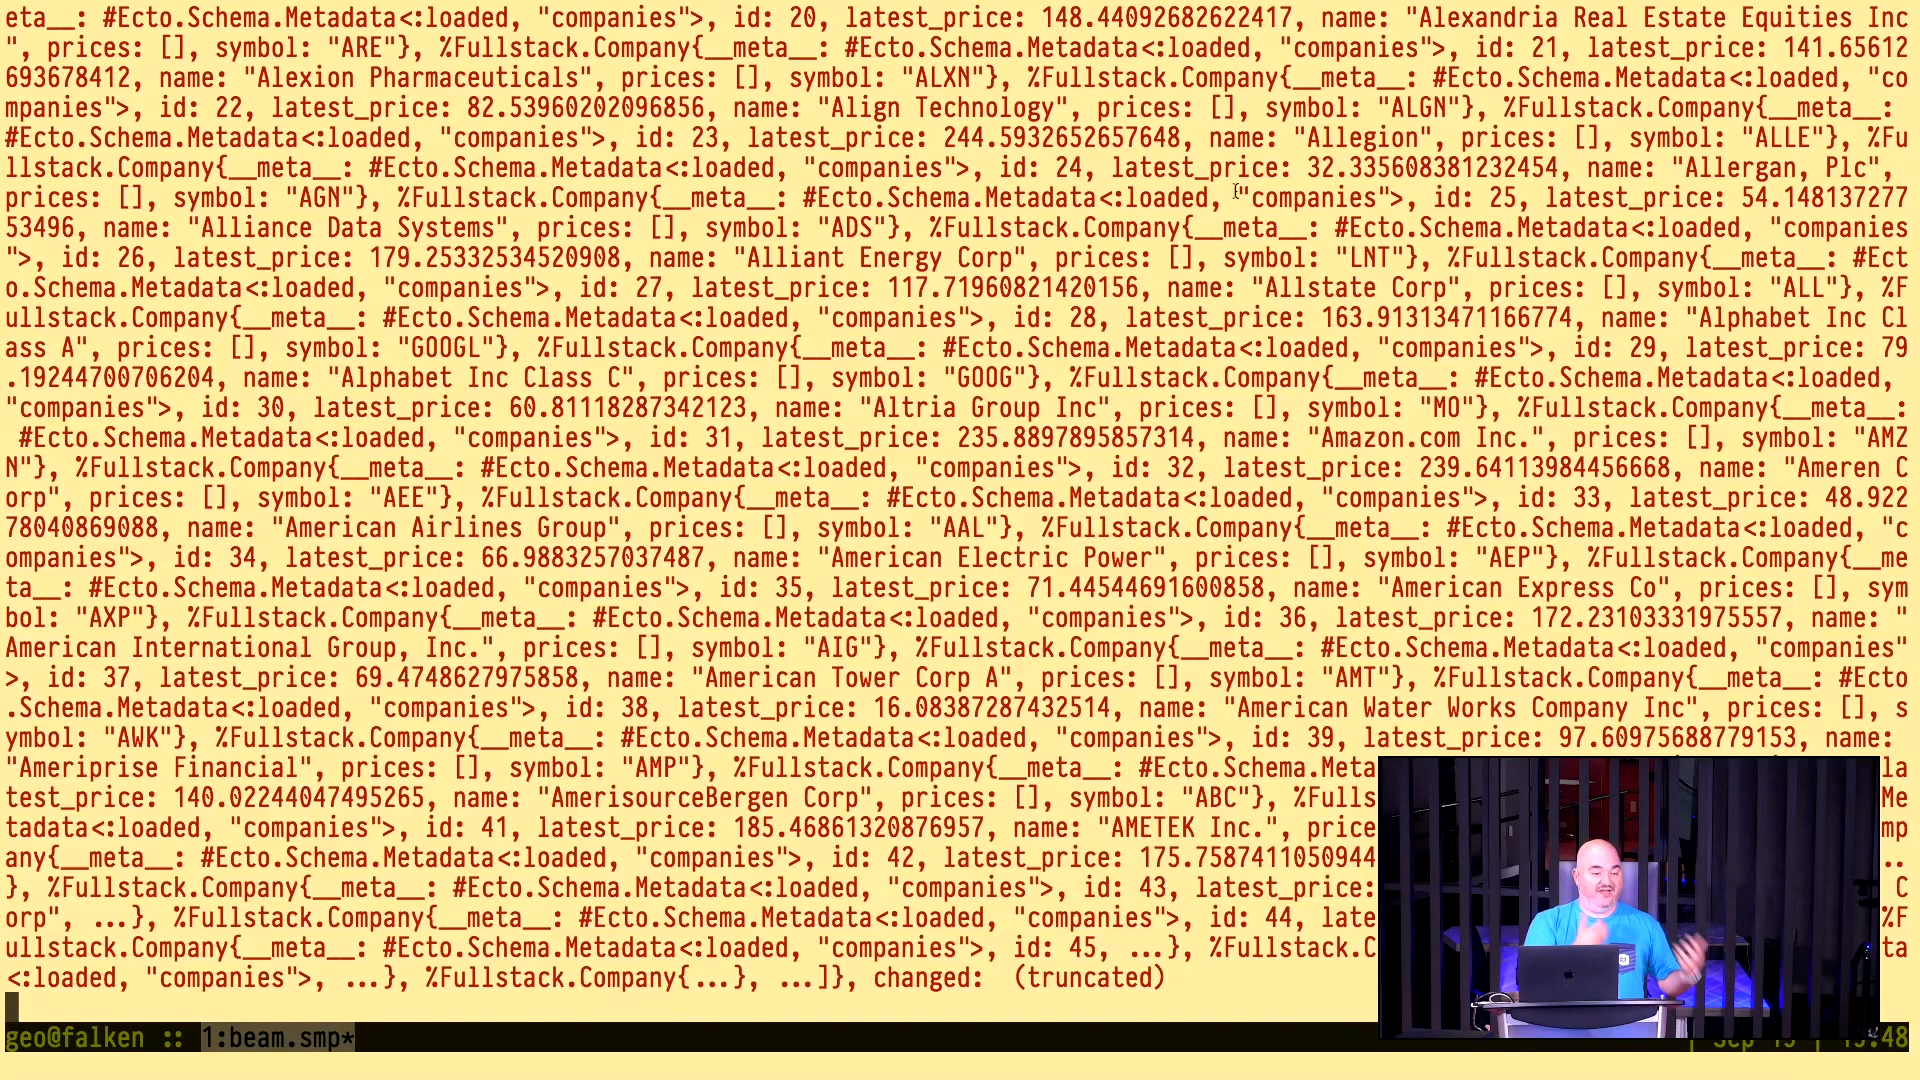 eta__: #Ecto.Schema.Metadata<:loaded, "companies">, id: 20, latest_price: 148.44092682622417, name: "Alexandria Real Estate Equities Inc
", prices: [], symbol: "ARE"}, %Fullstack.Company{__meta__: #Ecto.Schema.Metadata<:loaded, "companies">, id: 21, latest_price: 141.65612
693678412, name: "Alexion Pharmaceuticals", prices: [], symbol: "ALXN"}, %Fullstack.Company{__meta__: #Ecto.Schema.Metadata<:loaded, "co
mpanies">, id: 22, latest_price: 82.53960202096856, name: "Align Technology", prices: [], symbol: "ALGN"}, %Fullstack.Company{__meta__:
#Ecto.Schema.Metadata<:loaded, "companies">, id: 23, latest_price: 244.5932652657648, name: "Allegion", prices: [], symbol: "ALLE"}, %Fu
llstack.Company{__meta__: #Ecto.Schema.Metadata<:loaded, "companies">, id: 24, latest_price: 32.335608381232454, name: "Allergan, Plc",
prices: [], symbol: "AGN"}, %Fullstack.Company{__meta__: #Ecto.Schema.Metadata<:loaded, "companies">, id: 25, latest_price: 54.148137277
53496, name: "Alliance Data Systems", prices: [], symbol: "ADS"}, %Fullstack.Company{__meta__: #Ecto.Schema.Metadata<:loaded, "companies
">, id: 26, latest_price: 179.25332534520908, name: "Alliant Energy Corp", prices: [], symbol: "LNT"}, %Fullstack.Company{__meta__: #Ect
o.Schema.Metadata<:loaded, "companies">, id: 27, latest_price: 117.71960821420156, name: "Allstate Corp", prices: [], symbol: "ALL"}, %F
ullstack.Company{__meta__: #Ecto.Schema.Metadata<:loaded, "companies">, id: 28, latest_price: 163.91313471166774, name: "Alphabet Inc Cl
ass A", prices: [], symbol: "GOOGL"}, %Fullstack.Company{__meta__: #Ecto.Schema.Metadata<:loaded, "companies">, id: 29, latest_price: 79
.19244700706204, name: "Alphabet Inc Class C", prices: [], symbol: "GOOG"}, %Fullstack.Company{__meta__: #Ecto.Schema.Metadata<:loaded,
"companies">, id: 30, latest_price: 60.81118287342123, name: "Altria Group Inc", prices: [], symbol: "MO"}, %Fullstack.Company{__meta__:
#Ecto.Schema.Metadata<:loaded, "companies">, id: 31, latest_price: 235.8897895857314, name: "Amazon.com Inc.", prices: [], symbol: "AMZ
N"}, %Fullstack.Company{__meta__: #Ecto.Schema.Metadata<:loaded, "companies">, id: 32, latest_price: 239.64113984456668, name: "Ameren C
orp", prices: [], symbol: "AEE"}, %Fullstack.Company{__meta__: #Ecto.Schema.Metadata<:loaded, "companies">, id: 33, latest_price: 48.922
78040869088, name: "American Airlines Group", prices: [], symbol: "AAL"}, %Fullstack.Company{__meta__: #Ecto.Schema.Metadata<:loaded, "c
ompanies">, id: 34, latest_price: 66.9883257037487, name: "American Electric Power", prices: [], symbol: "AEP"}, %Fullstack.Company{__me
ta__: #Ecto.Schema.Metadata<:loaded, "companies">, id: 35, latest_price: 71.44544691600858, name: "American Express Co", prices: [], sym
bol: "AXP"}, %Fullstack.Company{__meta__: #Ecto.Schema.Metadata<:loaded, "companies">, id: 36, latest_price: 172.23103331975557, name: "
American International Group, Inc.", prices: [], symbol: "AIG"}, %Fullstack.Company{__meta__: #Ecto.Schema.Metadata<:loaded, "companies"
>, id: 37, latest_price: 69.4748627975858, name: "American Tower Corp A", prices: [], symbol: "AMT"}, %Fullstack.Company{__meta__: #Ecto
.Schema.Metadata<:loaded, "companies">, id: 38, latest_price: 16.08387287432514, name: "American Water Works Company Inc", prices: [], s
ymbol: "AWK"}, %Fullstack.Company{__meta__: #Ecto.Schema.Metadata<:loaded, "companies">, id: 39, latest_price: 97.60975688779153, name:
"Ameriprise Financial", prices: [], symbol: "AMP"}, %Fullstack.Company{__meta__: #Ecto.Schema.Meta la
test_price: 140.02244047495265, name: "AmerisourceBergen Corp", prices: [], symbol: "ABC"}, %Fulls Me
tadata<:loaded, "companies">, id: 41, latest_price: 185.46861320876957, name: "AMETEK Inc.", price mp
any{__meta__: #Ecto.Schema.Metadata<:loaded, "companies">, id: 42, latest_price: 175.7587411050944 ..
}, %Fullstack.Company{__meta__: #Ecto.Schema.Metadata<:loaded, "companies">, id: 43, latest_price: C
orp", ...}, %Fullstack.Company{__meta__: #Ecto.Schema.Metadata<:loaded, "companies">, id: 44, late %F
ullstack.Company{__meta__: #Ecto.Schema.Metadata<:loaded, "companies">, id: 45, ...}, %Fullstack.C ta
<:loaded, "companies">, ...}, %Fullstack.Company{...}, ...]}, changed: (truncated)
geo@falken :: 1:beam.smp* :48